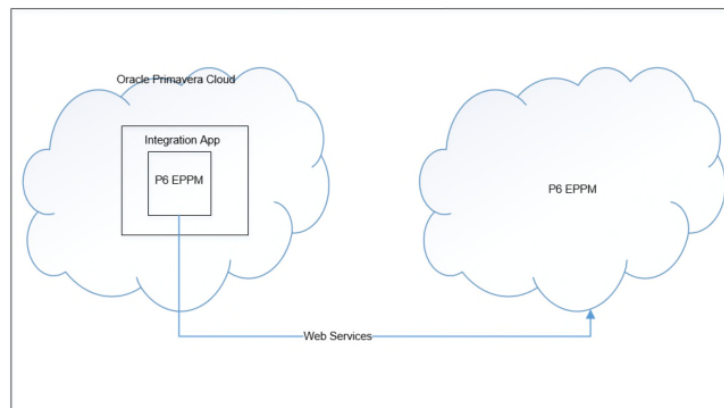 Oracle Primavera Cloud
Integration App
P6 EPPM
P6 EPPM
Web Services